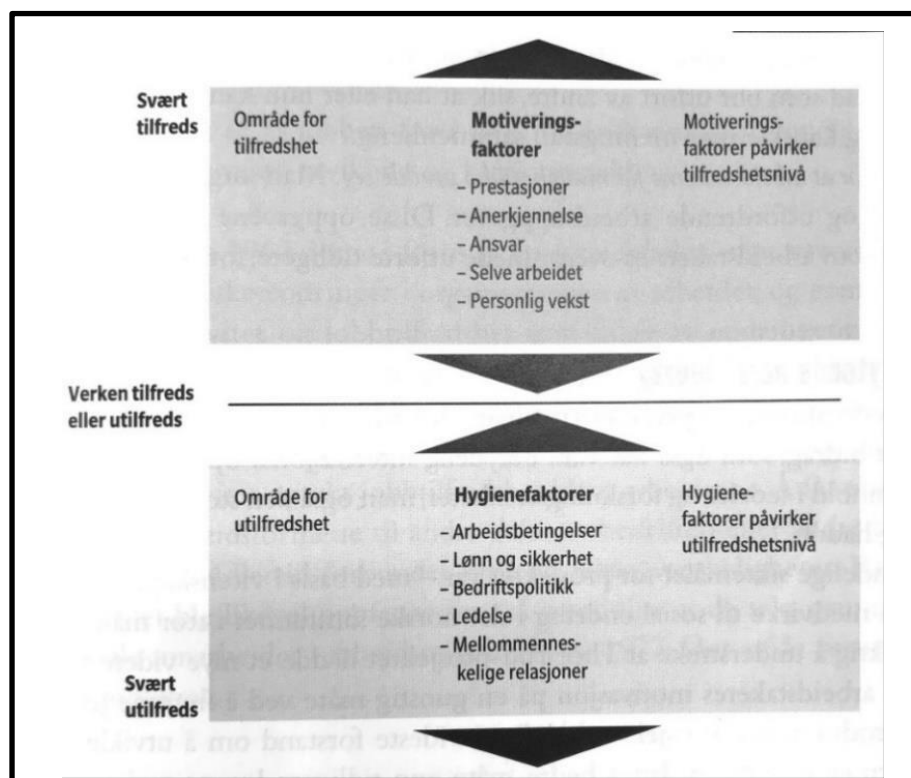 Svært
tilfreds
Område for
tilfredshet
Motiverings-
faktorer
– Prestasjoner
– Anerkjennelse
– Ansvar
– Selve arbeidet
– Personlig vekst
Motiverings-
faktorer påvirker
tilfredshetsnivå
Verken tilfreds
eller utilfreds
Område for
utilfredshet
Hygienefaktorer
– Arbeidsbetingelser
– Lønn og sikkerhet
– Bedriftspolitikk
– Ledelse
– Mellommennes-
kelige relasjoner
Hygiene-
faktorer påvirker
utilfredshetsnivå
Svært
utilfreds